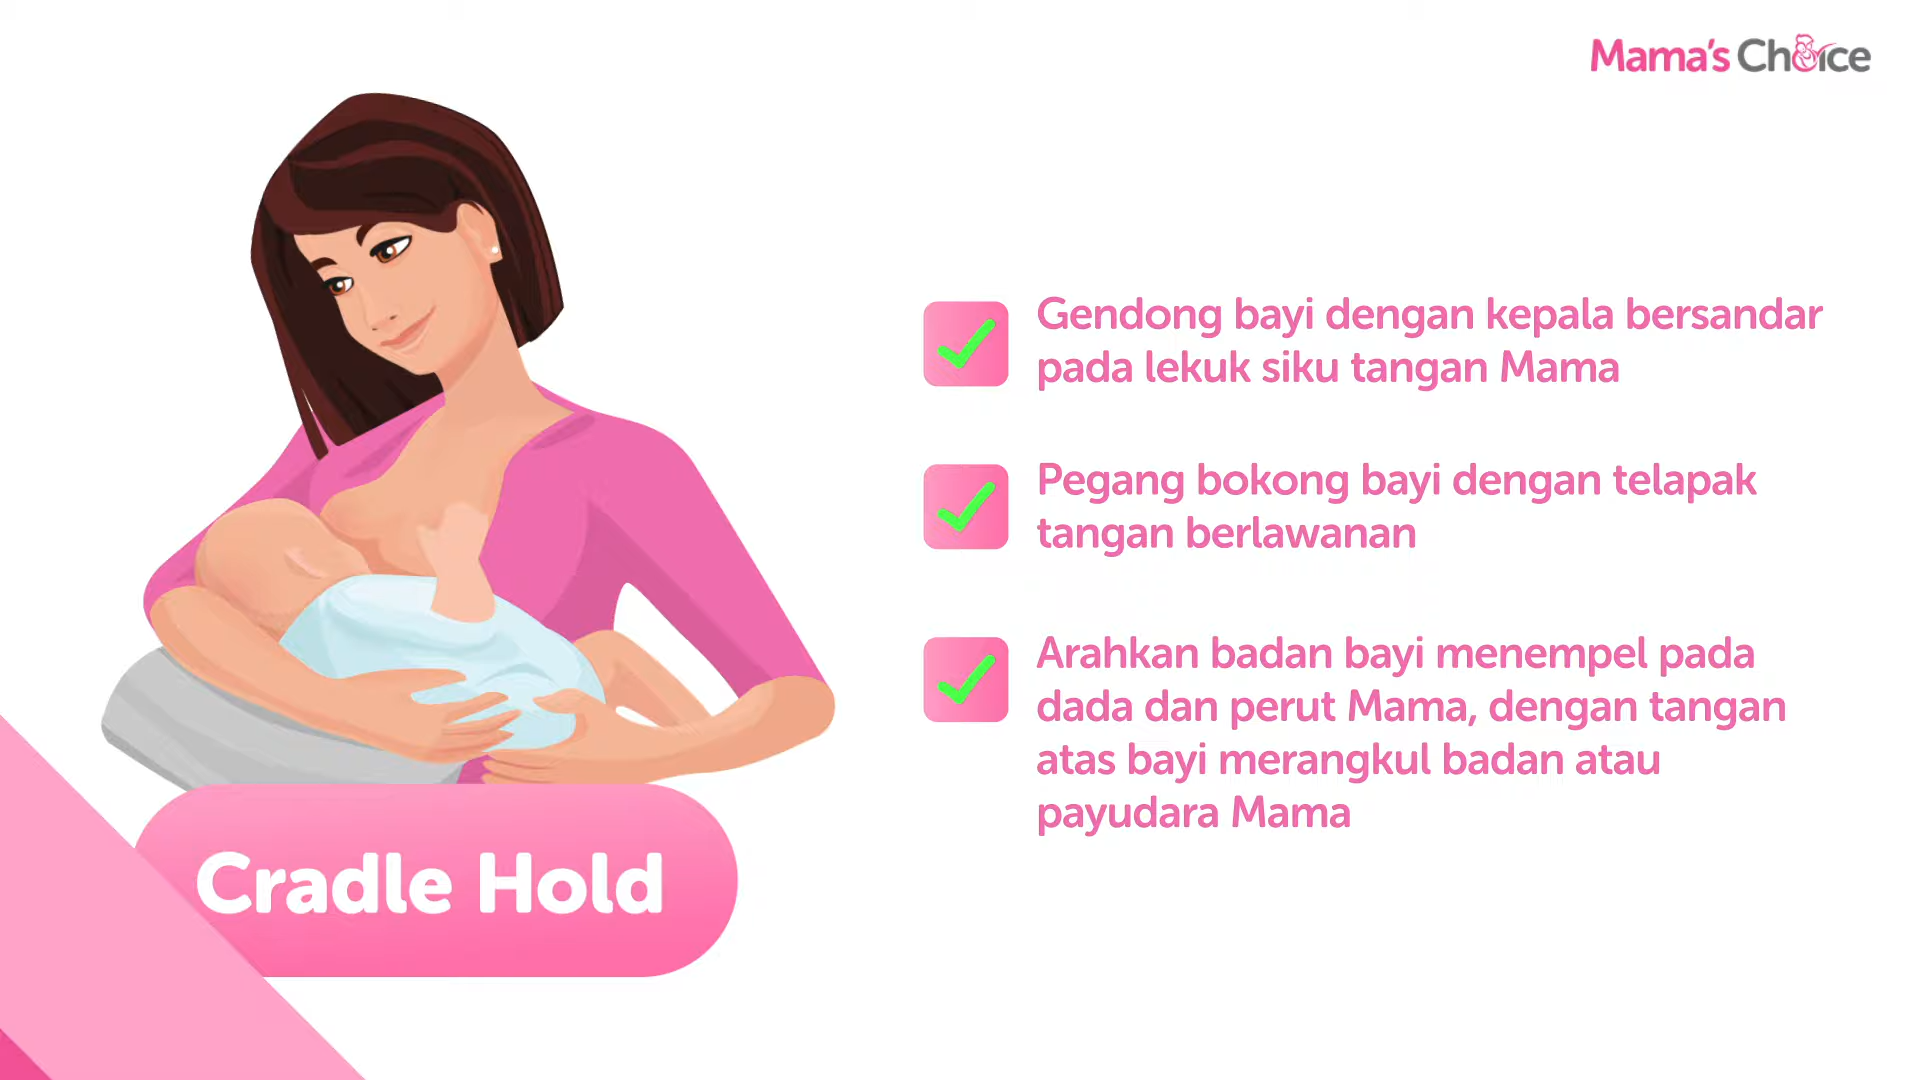 Mama's Choice
Gendong bayi dengan kepala bersandar
pada lekuk siku tangan Mama
Pegang bokong bayi dengan telapak
tangan berlawanan
Arahkan badan bayi menempel pada
dada dan perut Mama, dengan tangan
atas bayi merangkul badan atau
payudara Mama
Cradle Hold